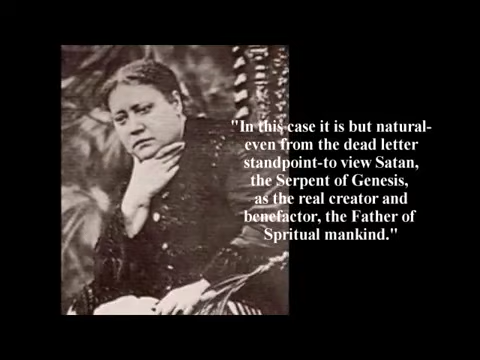 "In this case it is but natural-
even from the dead letter
standpoint-to view Satan,
the Serpent of Genesis,
as the real creator and
benefactor, the Father of
Spritual mankind."